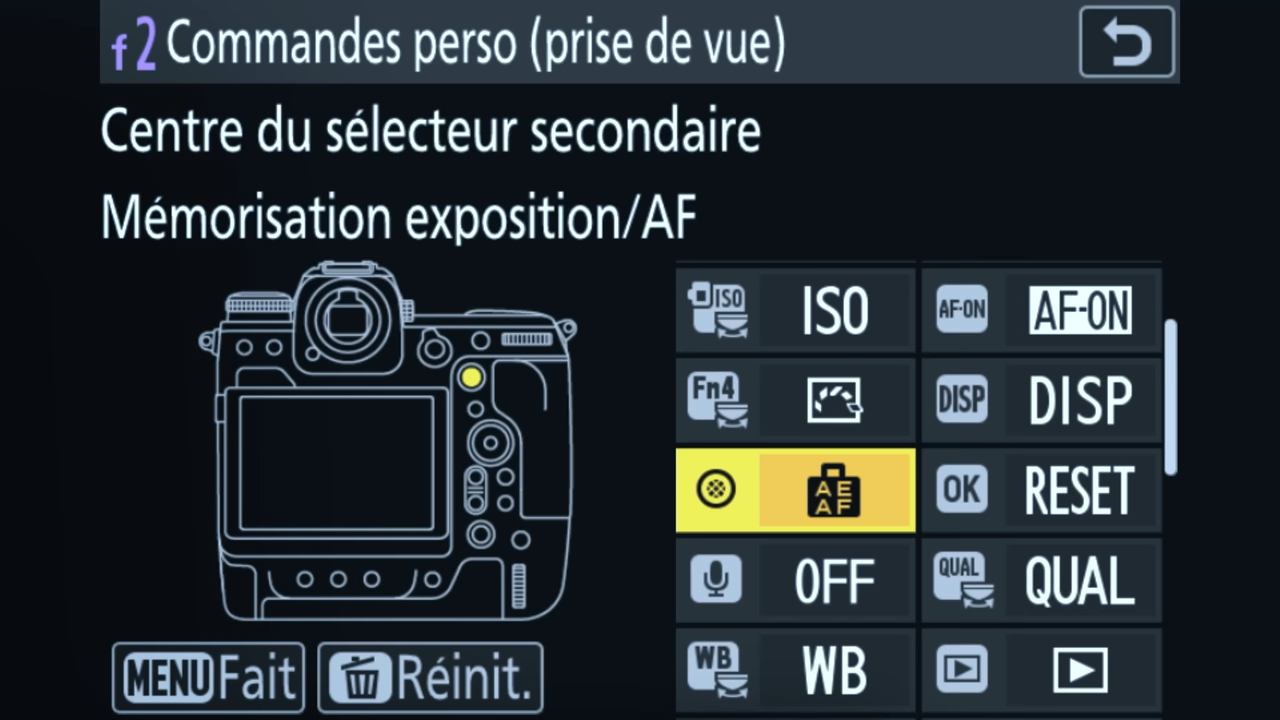 f2 Commandes perso (prise de vue)
Centre du sélecteur secondaire
Mémorisation exposition/AF
ISO ISO AF-ON AF-ON
Fn4 DISP DISP
AE AF OK RESET
OFF QUAL QUAL
WB WB
MENU Fait Réinit.